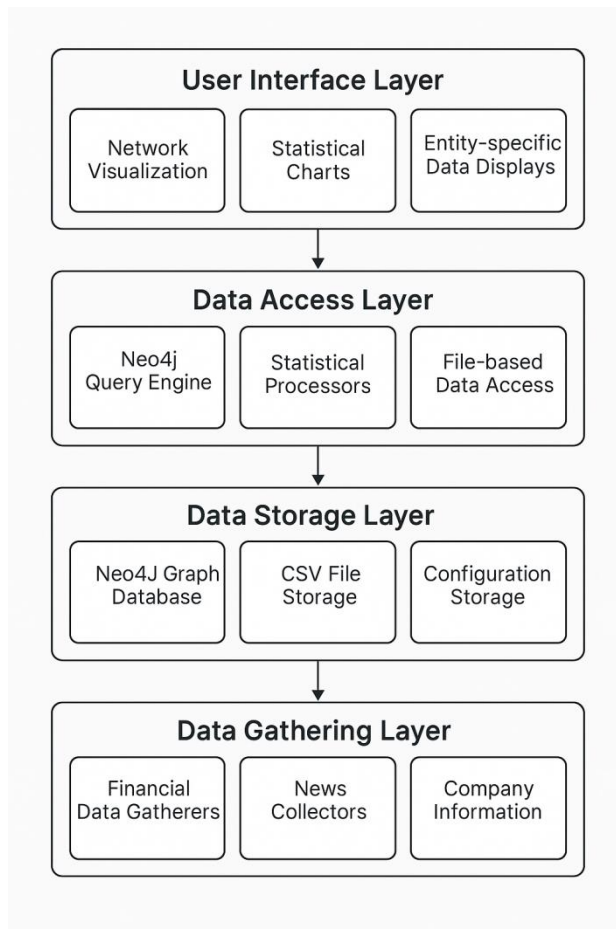 User Interface Layer
Network
Visualization
Statistical
Charts
Entity-specific
Data Displays
Data Access Layer
Neo4j
Query Engine
Statistical
Processors
File-based
Data Access
Data Storage Layer
Neo4J Graph
Database
CSV File
Storage
Configuration
Storage
Data Gathering Layer
Financial
Data Gatherers
News
Collectors
Company
Information